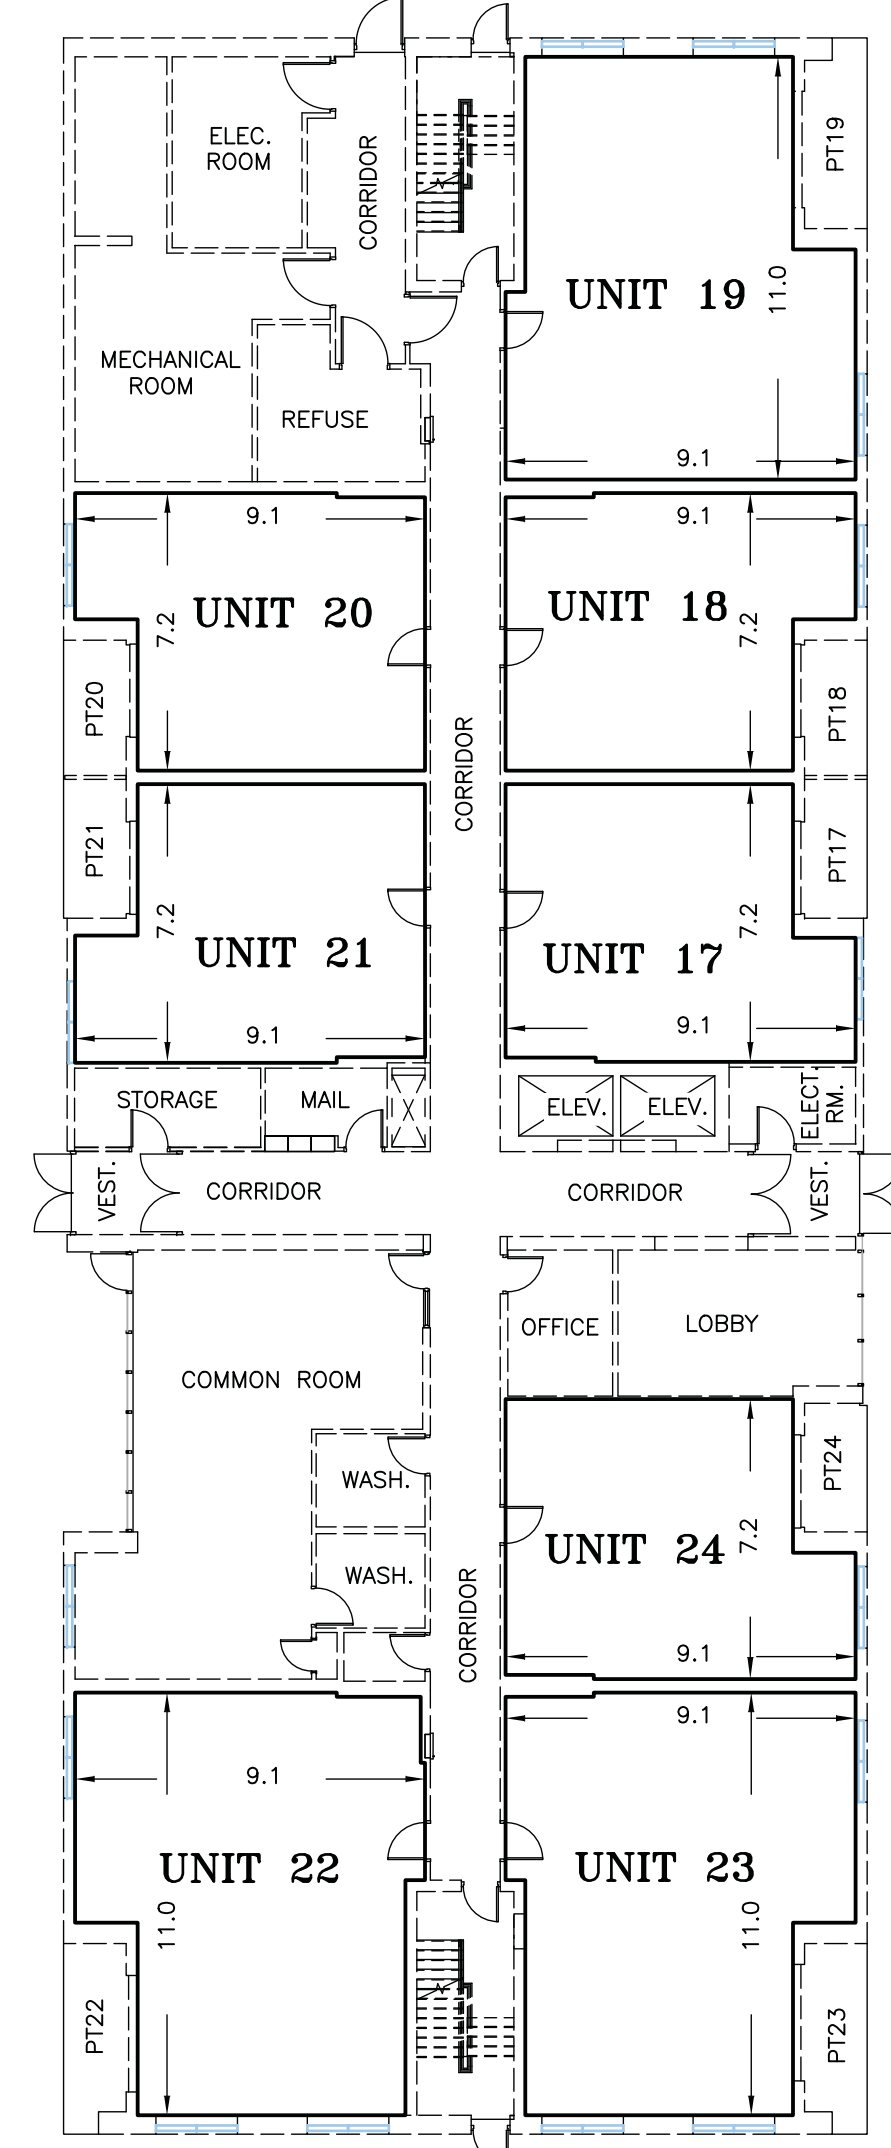 ELEC.
ROOM
CORRIDOR
PT19
UNIT 19
11.0
MECHANICAL
ROOM
REFUSE
9.1
9.1
9.1
UNIT 20
7.2
UNIT 18
7.2
PT20
PT18
CORRIDOR
PT21
PT17
7.2
UNIT 21
7.2
UNIT 17
9.1
9.1
STORAGE
MAIL
ELEV.
ELEV.
ELECT.
RM.
VEST.
CORRIDOR
CORRIDOR
VEST.
OFFICE
LOBBY
COMMON ROOM
WASH.
PT24
UNIT 24
7.2
WASH.
CORRIDOR
9.1
9.1
9.1
UNIT 22
UNIT 23
11.0
11.0
PT22
PT23